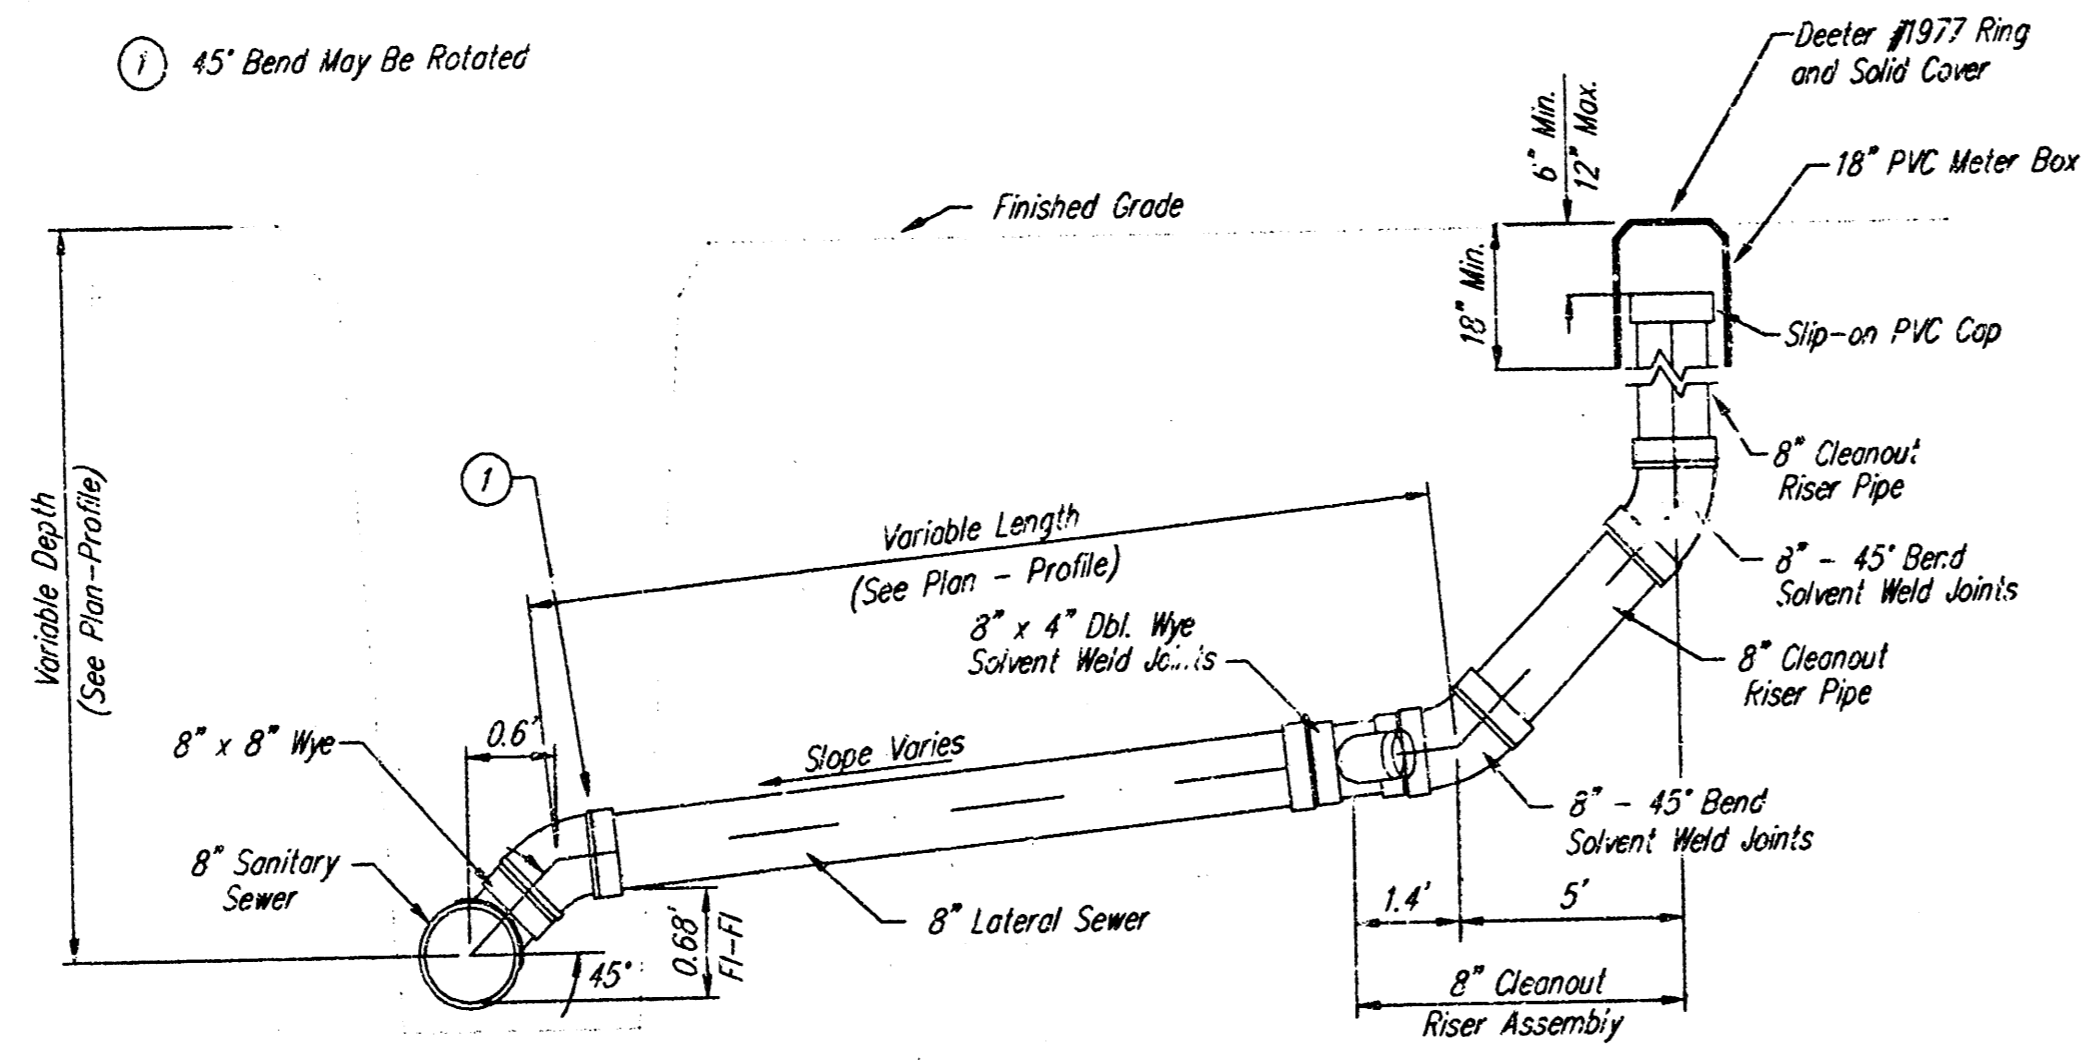 1 45° Bend May Be Rotated
Deeter #1977 Ring
and Solid Cover
6" Min.
12" Max.
18" PVC Meter Box
Finished Grade
18" Min.
Slip-on PVC Cap
8" Cleanout
Riser Pipe
1
Variable Depth
(See Plan-Profile)
Variable Length
(See Plan - Profile)
8" - 45° Bend
Solvent Weld Joints
8" x 4" Dbl. Wye
Solvent Weld Joints
8" Cleanout
Riser Pipe
8" x 8" Wye
0.6'
Slope Varies
8" - 45° Bend
Solvent Weld Joints
8" Sanitary
Sewer
8" Lateral Sewer
0.68'
Fl-Fl
45°
1.4'
5'
8" Cleanout
Riser Assembly